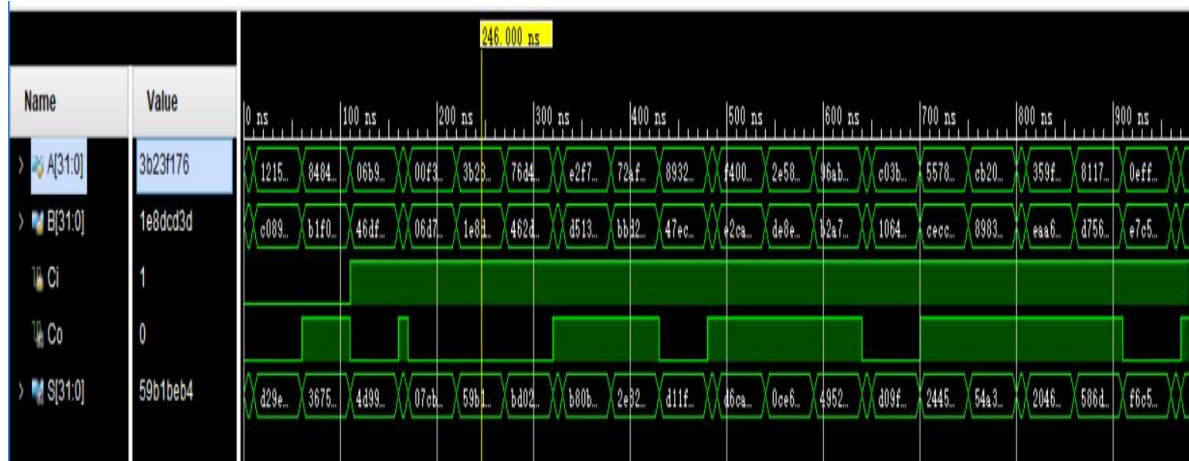 246.000 ns
Name Value
0 ns 100 ns 200 ns 300 ns 400 ns 500 ns 600 ns 700 ns 800 ns 900 ns
A[31:0] 3b23f176 1215... 8484... 06b9... 00f3... 3b23... 76d4... e2f7... 72af... 8932... f400... 2e58... 96ab... c03b... 5578... cb20... 359f... 8117... 0eff...
B[31:0] 1e8dcd3d c089... b1f0... 46df... 06d7... 1e8d... 462d... d513... bbd2... 47ec... e2ca... de8e... b2a7... 1064... cecc... 8983... eaa6... d756... e7c5...
Ci 1
Co 0
S[31:0] 59b1beb4 d29e... 3675... 4d99... 07cb... 59b1... bd02... b80b... 2e82... d11f... d6ca... 0ce6... 4952... d09f... 2445... 54a3... 2046... 586d... f6c5...